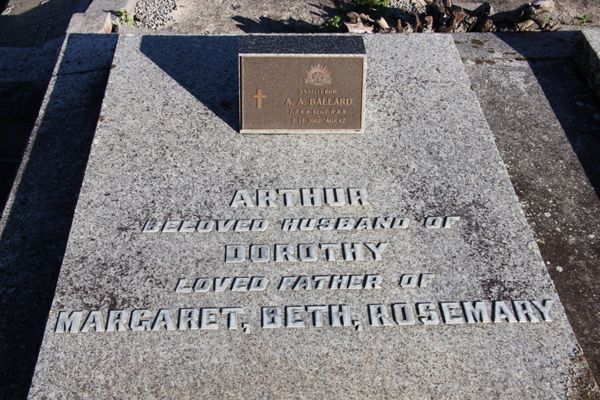 A. A. BALLARD
ARTHUR
BELOVED HUSBAND OF
DOROTHY
LOVED FATHER OF
MARGARET, BETH, ROSEMARY